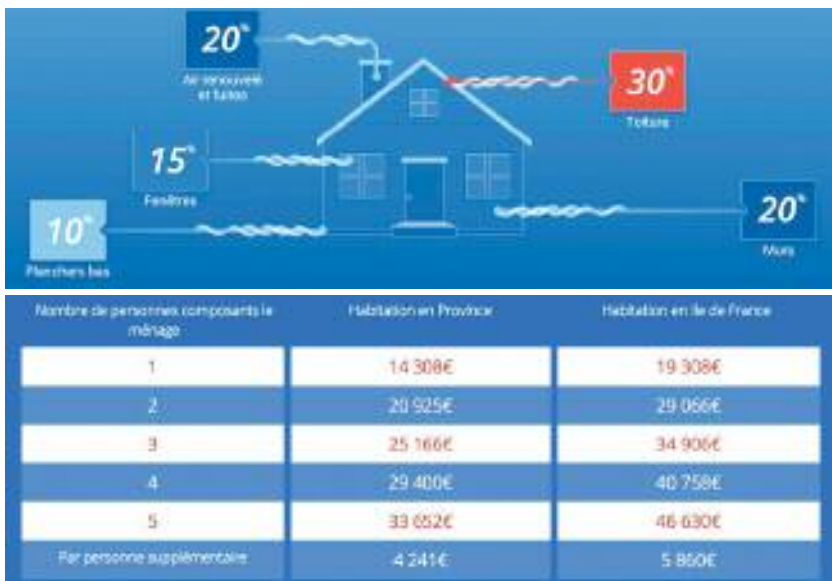 20%
Air renouvelé
et fuites
30%
Toiture
15%
Fenêtres
10%
Planchers bas
20%
Murs
Nombre de personnes composants le
ménage
Habitation en Province
Habitation en Ile de France
1 14 308€ 19 308€
2 20 925€ 29 066€
3 25 166€ 34 906€
4 29 400€ 40 758€
5 33 652€ 46 630€
Par personne supplémentaire 4 241€ 5 860€